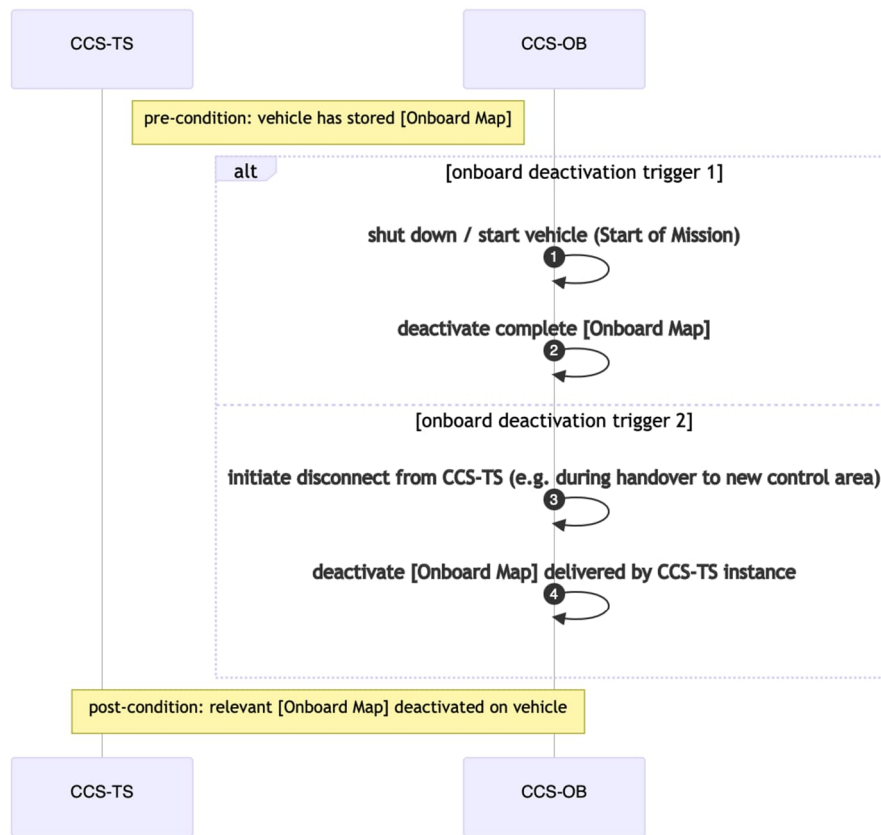 CCS-TS
CCS-OB
pre-condition: vehicle has stored [Onboard Map]
alt
[onboard deactivation trigger 1]
shut down / start vehicle (Start of Mission)
1
deactivate complete [Onboard Map]
2
[onboard deactivation trigger 2]
initiate disconnect from CCS-TS (e.g. during handover to new control area)
3
deactivate [Onboard Map] delivered by CCS-TS instance
4
post-condition: relevant [Onboard Map] deactivated on vehicle
CCS-TS
CCS-OB